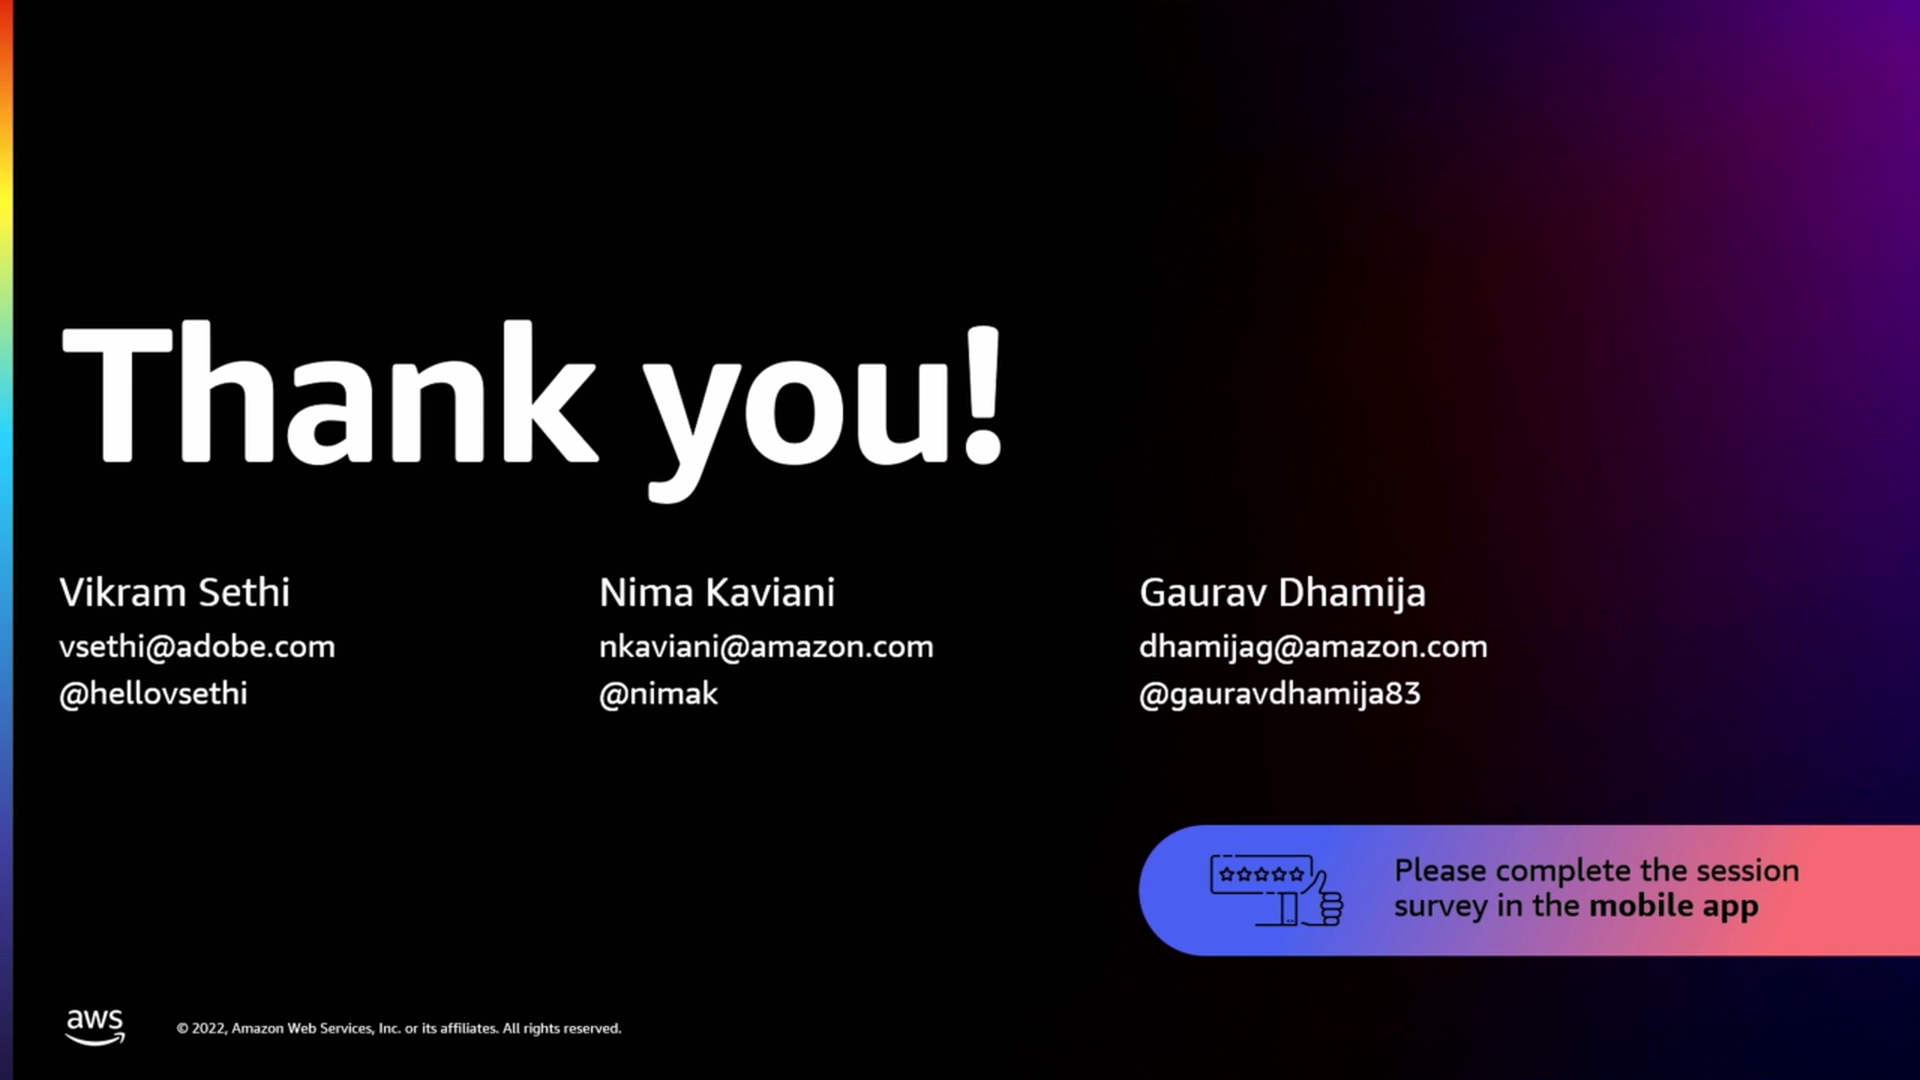 Thank you!
Vikram Sethi
vsethi@adobe.com
@hellovsethi
Nima Kaviani
nkaviani@amazon.com
@nimak
Gaurav Dhamija
dhamijag@amazon.com
@gauravdhamija83
Please complete the session
survey in the mobile app
aws
© 2022, Amazon Web Services, Inc. or its affiliates. All rights reserved.